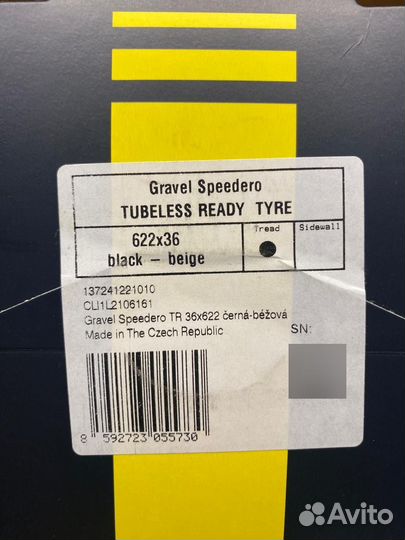 Gravel Speedero
TUBELESS READY TYRE
622x36
black - beige
Tread
Sidewall
137241221010
CLI1L2106161
Gravel Speedero TR 36x622 černá-béžová
Made in The Czech Republic
SN:
8 592723 055730
Avito